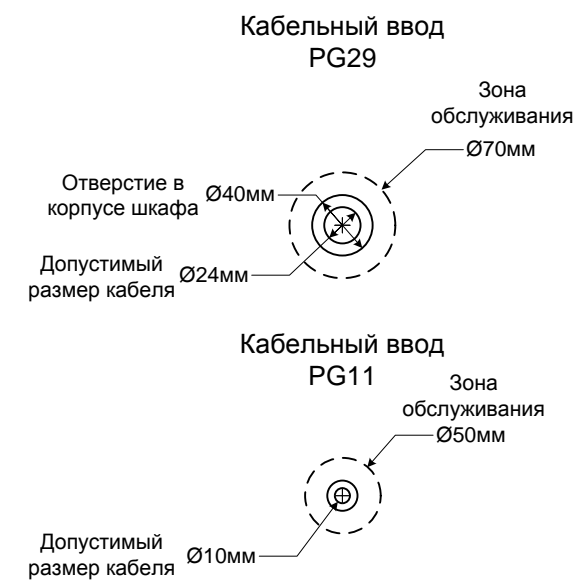 Кабельный ввод
PG29
Зона
обслуживания
Ø70мм
Отверстие в
корпусе шкафа
Ø40мм
Допустимый
размер кабеля
Ø24мм
Кабельный ввод
PG11
Зона
обслуживания
Ø50мм
Допустимый
размер кабеля
Ø10мм